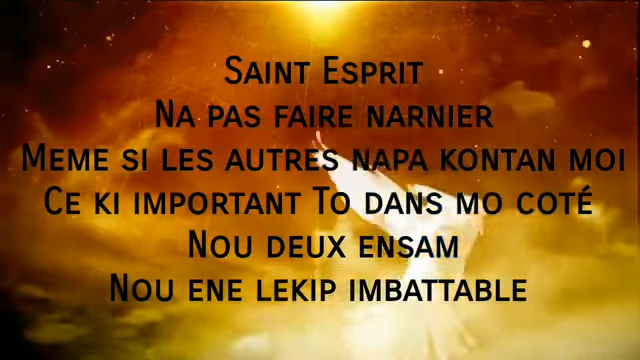 Saint Esprit
Na pas faire narnier
Meme si les autres napa kontan moi
Ce ki important To dans mo coté
Nou deux ensam
Nou ene lekip imbattable